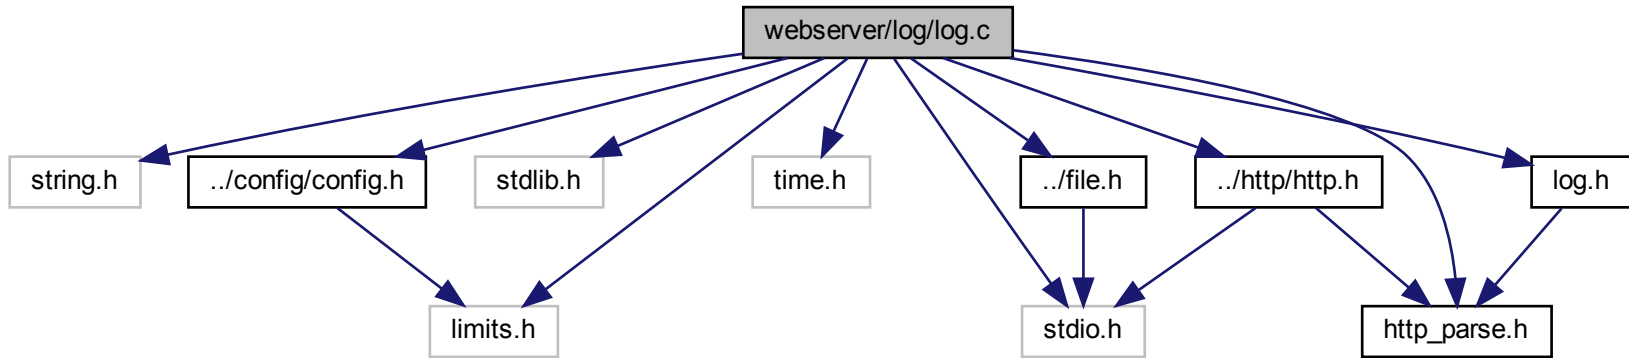 webserver/log/log.c
string.h
../config/config.h
stdlib.h
time.h
../file.h
../http/http.h
log.h
limits.h
stdio.h
http_parse.h